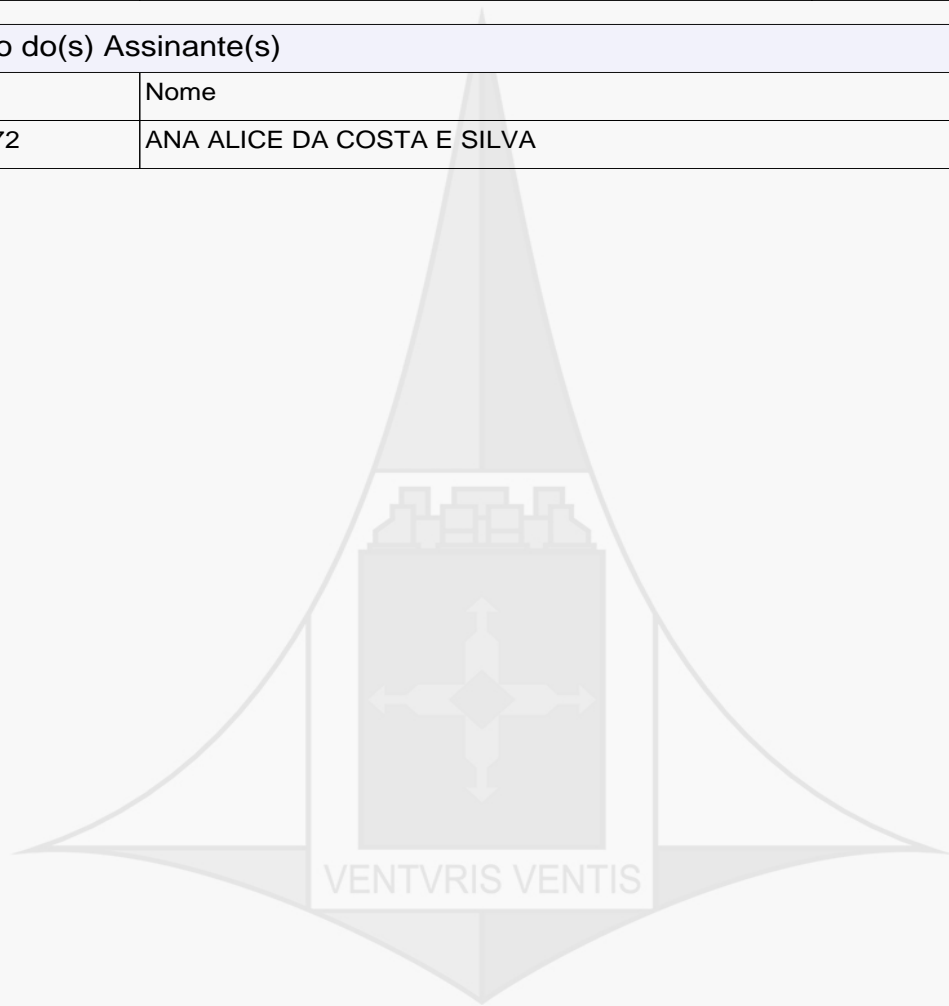 o do(s) Assinante(s)
Nome
72 ANA ALICE DA COSTA E SILVA
VENTVRIS VENTIS